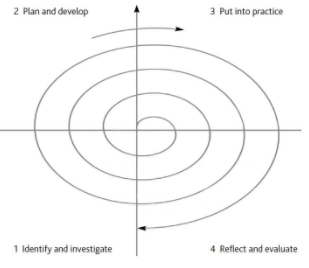 2 Plan and develop
3 Put into practice
1 Identify and investigate
4 Reflect and evaluate